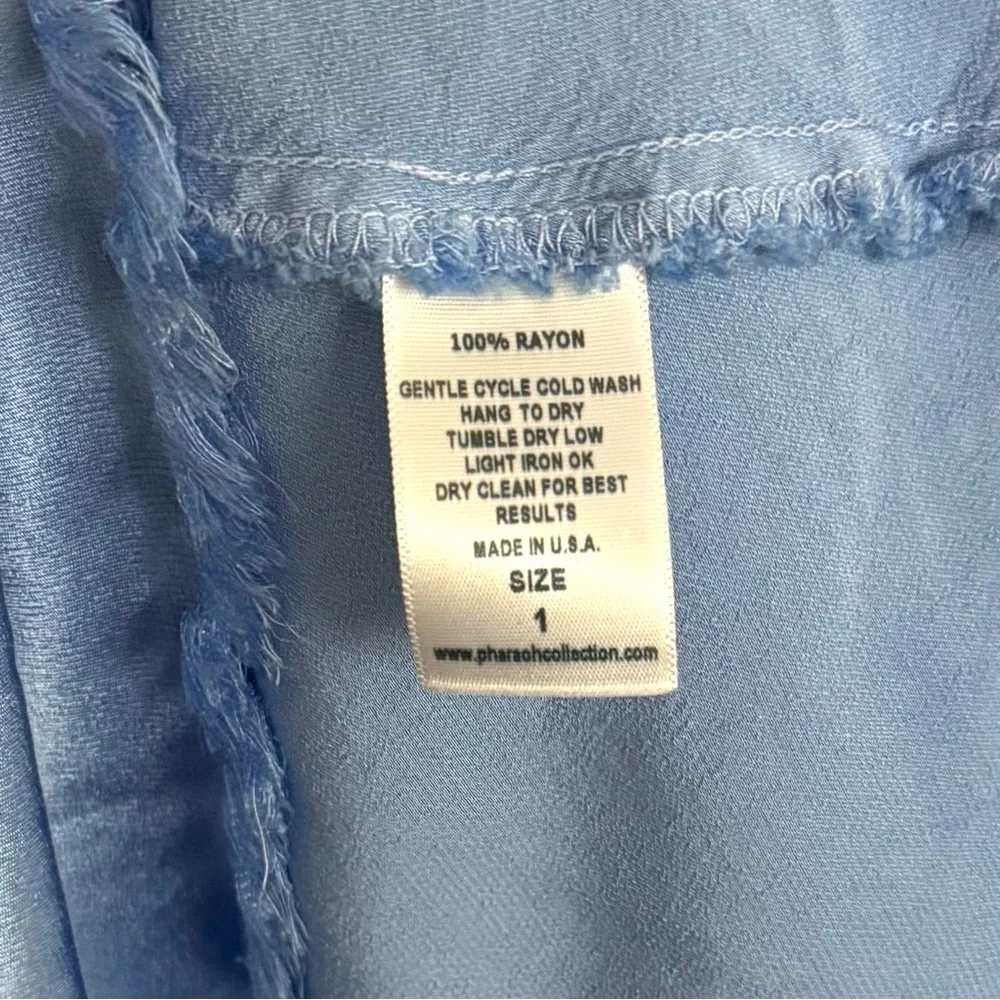 100% RAYON
GENTLE CYCLE COLD WASH
HANG TO DRY
TUMBLE DRY LOW
LIGHT IRON OK
DRY CLEAN FOR BEST
RESULTS
MADE IN U.S.A.
SIZE
1
www.pharaohcollection.com